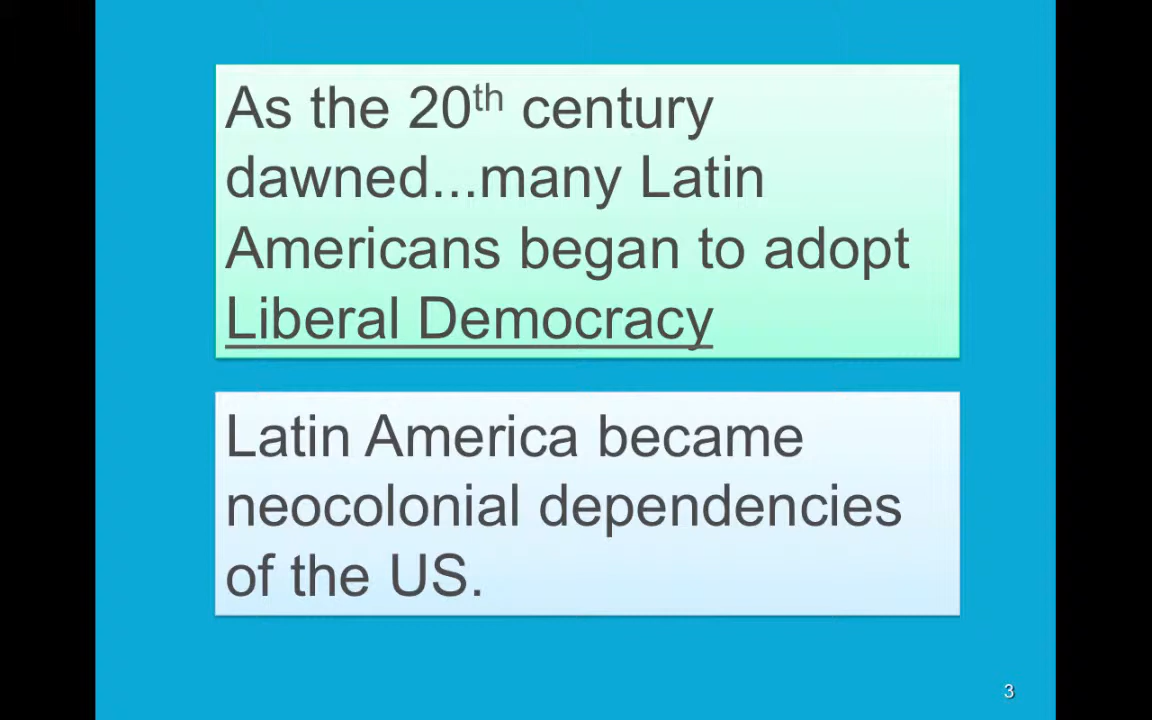 As the 20th century
dawned...many Latin
Americans began to adopt
Liberal Democracy
Latin America became
neocolonial dependencies
of the US.
3